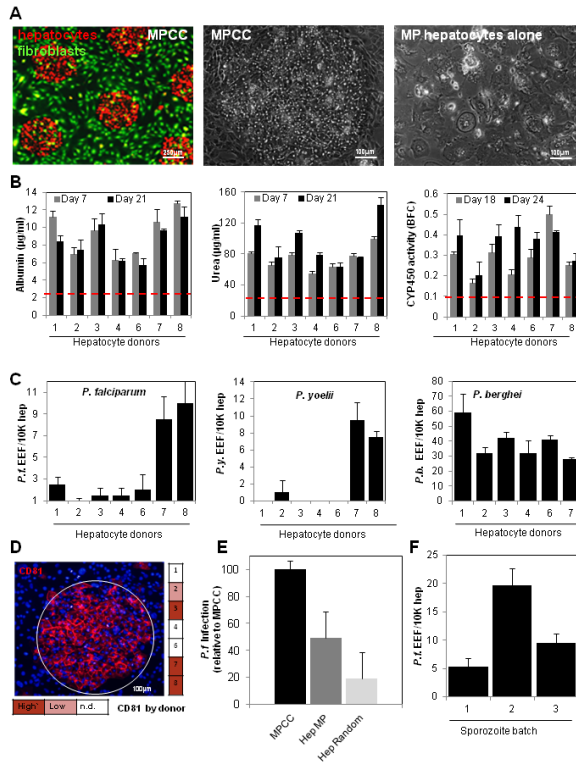 A
hepatocytes MPCC
fibroblasts
250µm
MPCC
100µm
MP hepatocytes alone
100µm
B
Albumin (µg/ml)
14
12
10
8
6
4
2
0
Day 7 Day 21
1 2 3 4 6 7 8
Hepatocyte donors
Urea (µg/ml)
160
120
80
40
0
Day 7 Day 21
1 2 3 4 6 7 8
Hepatocyte donors
CYP450 activity (BFC)
0.6
0.5
0.4
0.3
0.2
0.1
0
Day 18 Day 24
1 2 3 4 6 7 8
Hepatocyte donors
C
P. falciparum
P.f. EEF/10K hep
11
9
7
5
3
1
1 2 3 4 6 7 8
Hepatocyte donors
P. yoelii
P.y. EEF/10K hep
14
12
10
8
6
4
2
0
1 2 3 4 6 7 8
Hepatocyte donors
P. berghei
P.b. EEF/10K hep
80
70
60
50
40
30
20
10
0
1 2 3 4 6 7
Hepatocyte donors
D
CD81
100µm
1
2
3
4
6
7
8
High Low n.d. CD81 by donor
E
P.f Infection
(relative to MPCC)
100
80
60
40
20
0
MPCC
Hep MP
Hep Random
F
P.f. EEF/10K hep
25
20
15
10
5
0
1 2 3
Sporozoite batch